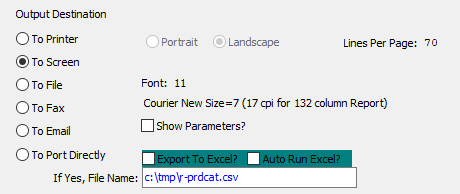 Output Destination
To Printer
Portrait Landscape Lines Per Page: 70
To Screen
To File
Font: 11
To Fax
Courier New Size=7 (17 cpi for 132 column Report)
To Email
Show Parameters?
To Port Directly
Export To Excel? Auto Run Excel?
If Yes, File Name: c:\tmp\r-prdcat.csv